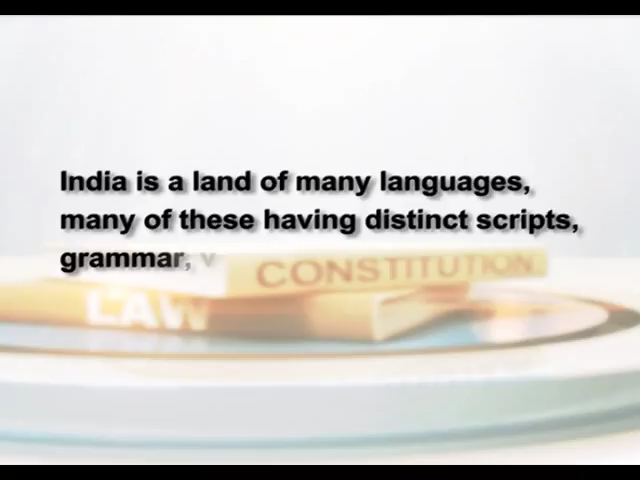 India is a land of many languages,
many of these having distinct scripts,
grammar, v
CONSTITUTION
LAW